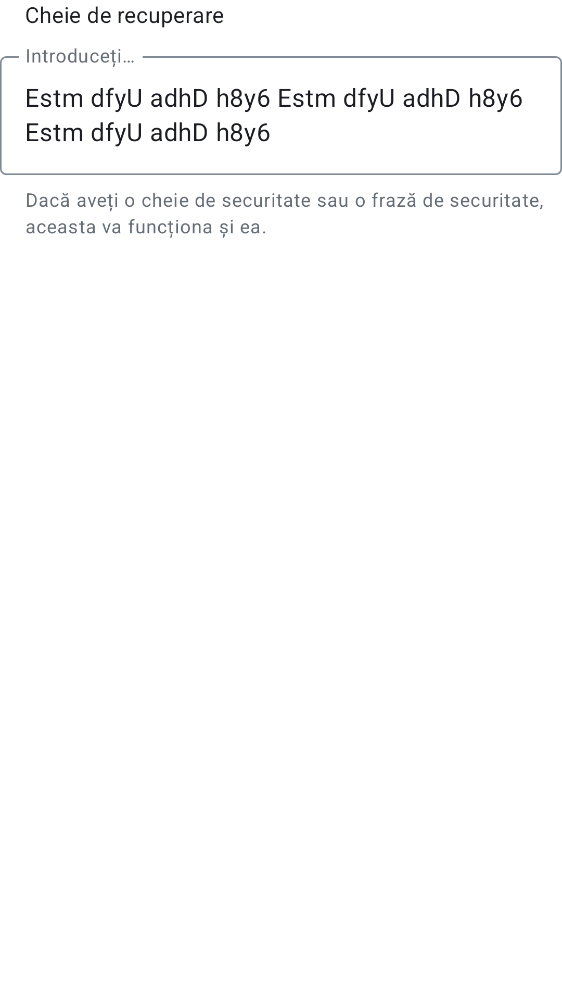 Cheie de recuperare
Introduceți…
Estm dfyU adhD h8y6 Estm dfyU adhD h8y6
Estm dfyU adhD h8y6
Dacă aveți o cheie de securitate sau o frază de securitate,
aceasta va funcționa și ea.